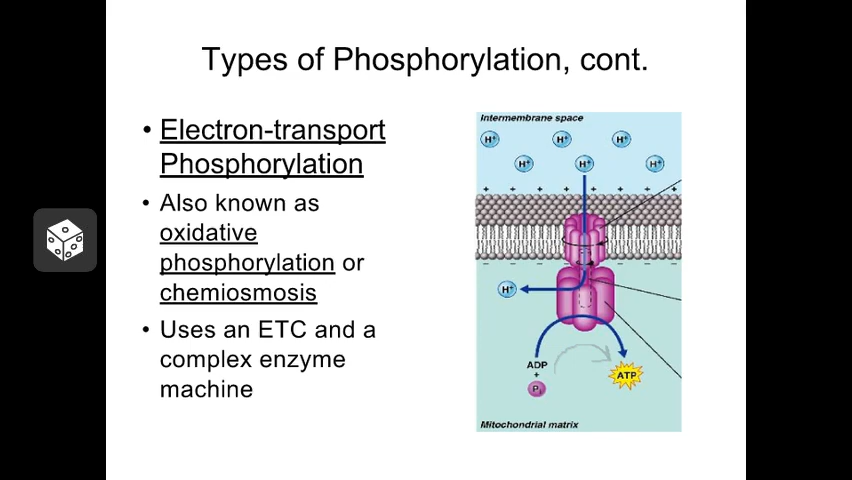 Types of Phosphorylation, cont.
• Electron-transport
Phosphorylation
• Also known as
oxidative
phosphorylation or
chemiosmosis
• Uses an ETC and a
complex enzyme
machine
Intermembrane space
H+ H+ H+
H+ H+ H+
+ + + + + + + +
H+
ADP
+
Pi
ATP
Mitochondrial matrix